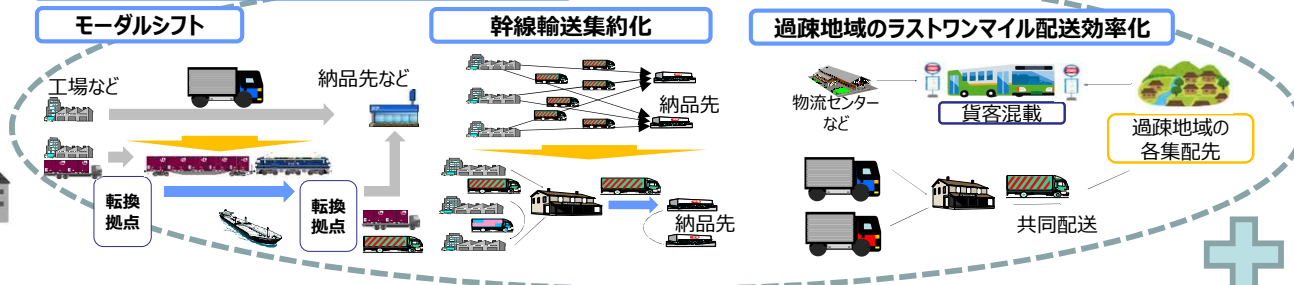 モーダルシフト
工場など
納品先など
転換
拠点
転換
拠点
幹線輸送集約化
納品先
納品先
過疎地域のラストワンマイル配送効率化
物流センター
など
貨客混載
過疎地域の
各集配先
共同配送